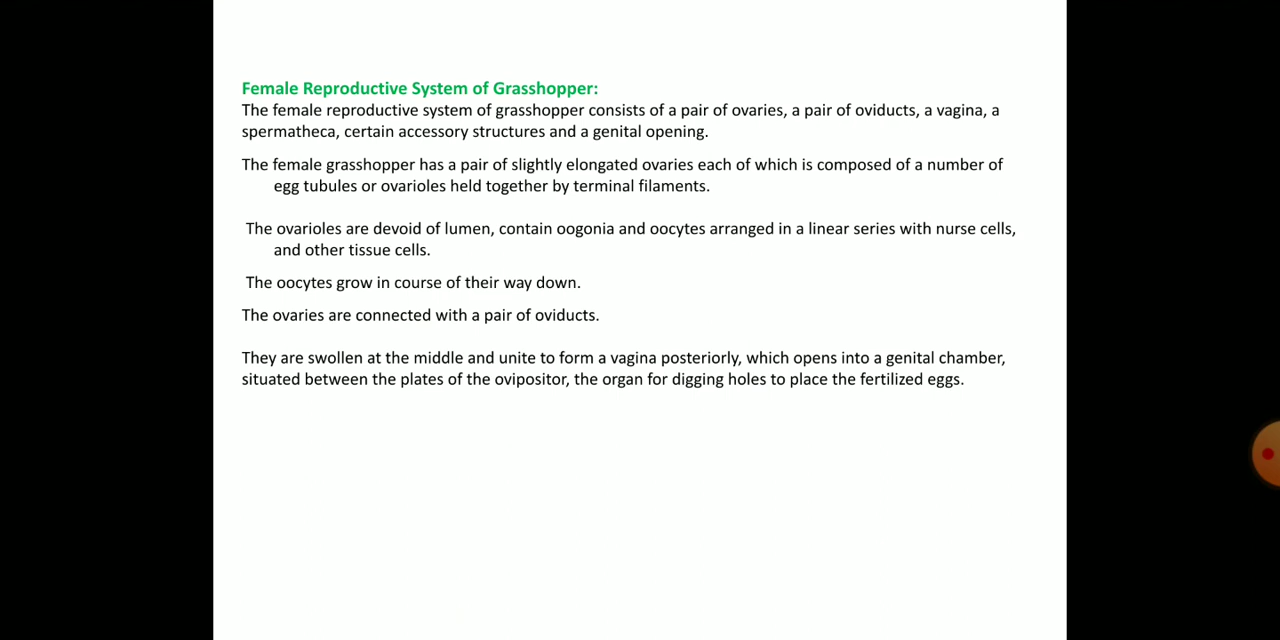 Female Reproductive System of Grasshopper:
The female reproductive system of grasshopper consists of a pair of ovaries, a pair of oviducts, a vagina, a
spermatheca, certain accessory structures and a genital opening.
The female grasshopper has a pair of slightly elongated ovaries each of which is composed of a number of
egg tubules or ovarioles held together by terminal filaments.
The ovarioles are devoid of lumen, contain oogonia and oocytes arranged in a linear series with nurse cells,
and other tissue cells.
The oocytes grow in course of their way down.
The ovaries are connected with a pair of oviducts.
They are swollen at the middle and unite to form a vagina posteriorly, which opens into a genital chamber,
situated between the plates of the ovipositor, the organ for digging holes to place the fertilized eggs.